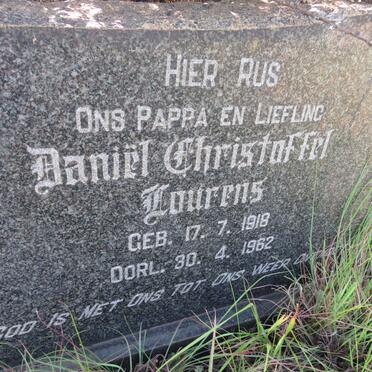 HIER RUS
ONS PAPPA EN LIEFLING
Daniël Christoffel
Lourens
GEB. 17. 7. 1918
OORL. 30. 4. 1962
GOD IS MET ONS TOT ONS WEER